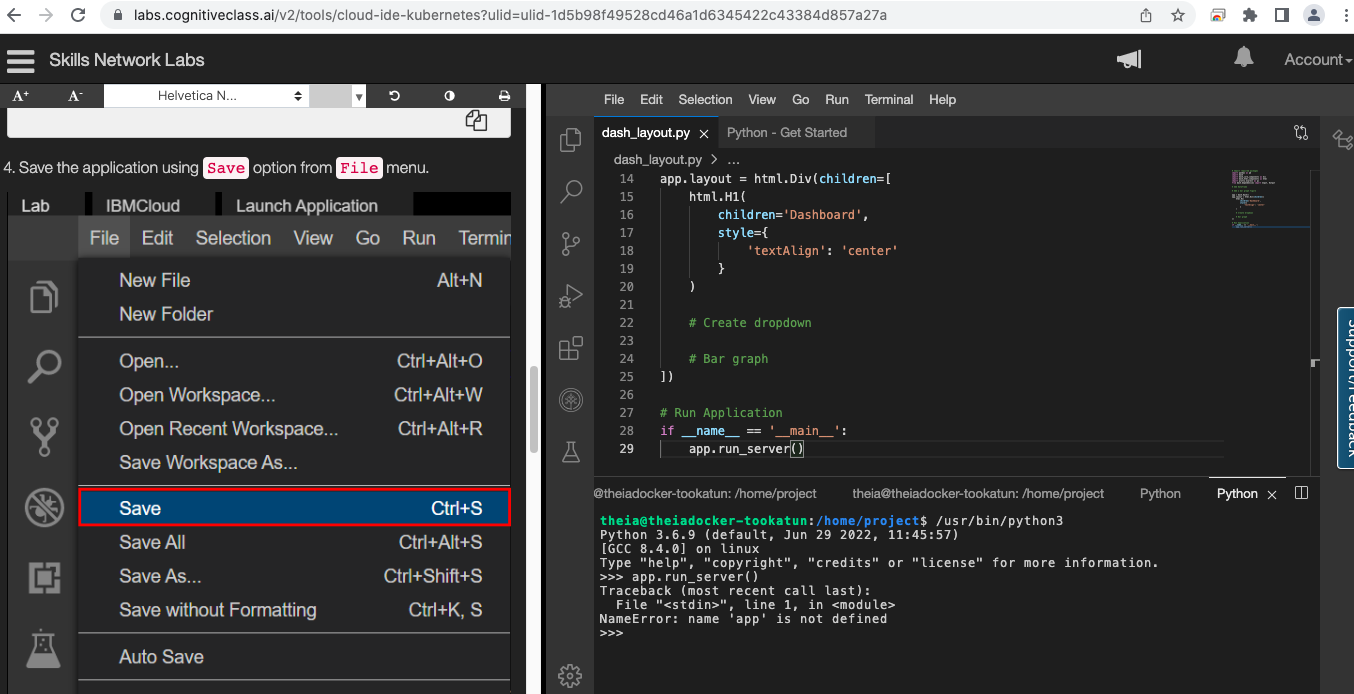 labs.cognitiveclass.ai/v2/tools/cloud-ide-kubernetes?ulid=ulid-1d5b98f49528cd46a1d6345422c43384d857a27a
Skills Network Labs
Account
A+ A- Helvetica N...
4. Save the application using Save option from File menu.
Lab IBMCloud Launch Application
File Edit Selection View Go Run Termin
New File Alt+N
New Folder
Open... Ctrl+Alt+O
Open Workspace... Ctrl+Alt+W
Open Recent Workspace... Ctrl+Alt+R
Save Workspace As...
Save Ctrl+S
Save All Ctrl+Alt+S
Save As... Ctrl+Shift+S
Save without Formatting Ctrl+K, S
Auto Save
File Edit Selection View Go Run Terminal Help
dash_layout.py Python - Get Started
dash_layout.py > ...
14 app.layout = html.Div(children=[
15 html.H1(
16 children='Dashboard',
17 style={
18 'textAlign': 'center'
19 }
20 )
21
22 # Create dropdown
23
24 # Bar graph
25 ])
26
27 # Run Application
28 if __name__ == '__main__':
29 app.run_server()
@theiadocker-tookatun: /home/project theia@theiadocker-tookatun: /home/project Python Python
theia@theiadocker-tookatun:/home/project$ /usr/bin/python3
Python 3.6.9 (default, Jun 29 2022, 11:45:57)
[GCC 8.4.0] on linux
Type "help", "copyright", "credits" or "license" for more information.
>>> app.run_server()
Traceback (most recent call last):
File "<stdin>", line 1, in <module>
NameError: name 'app' is not defined
>>>
Support/Feedback